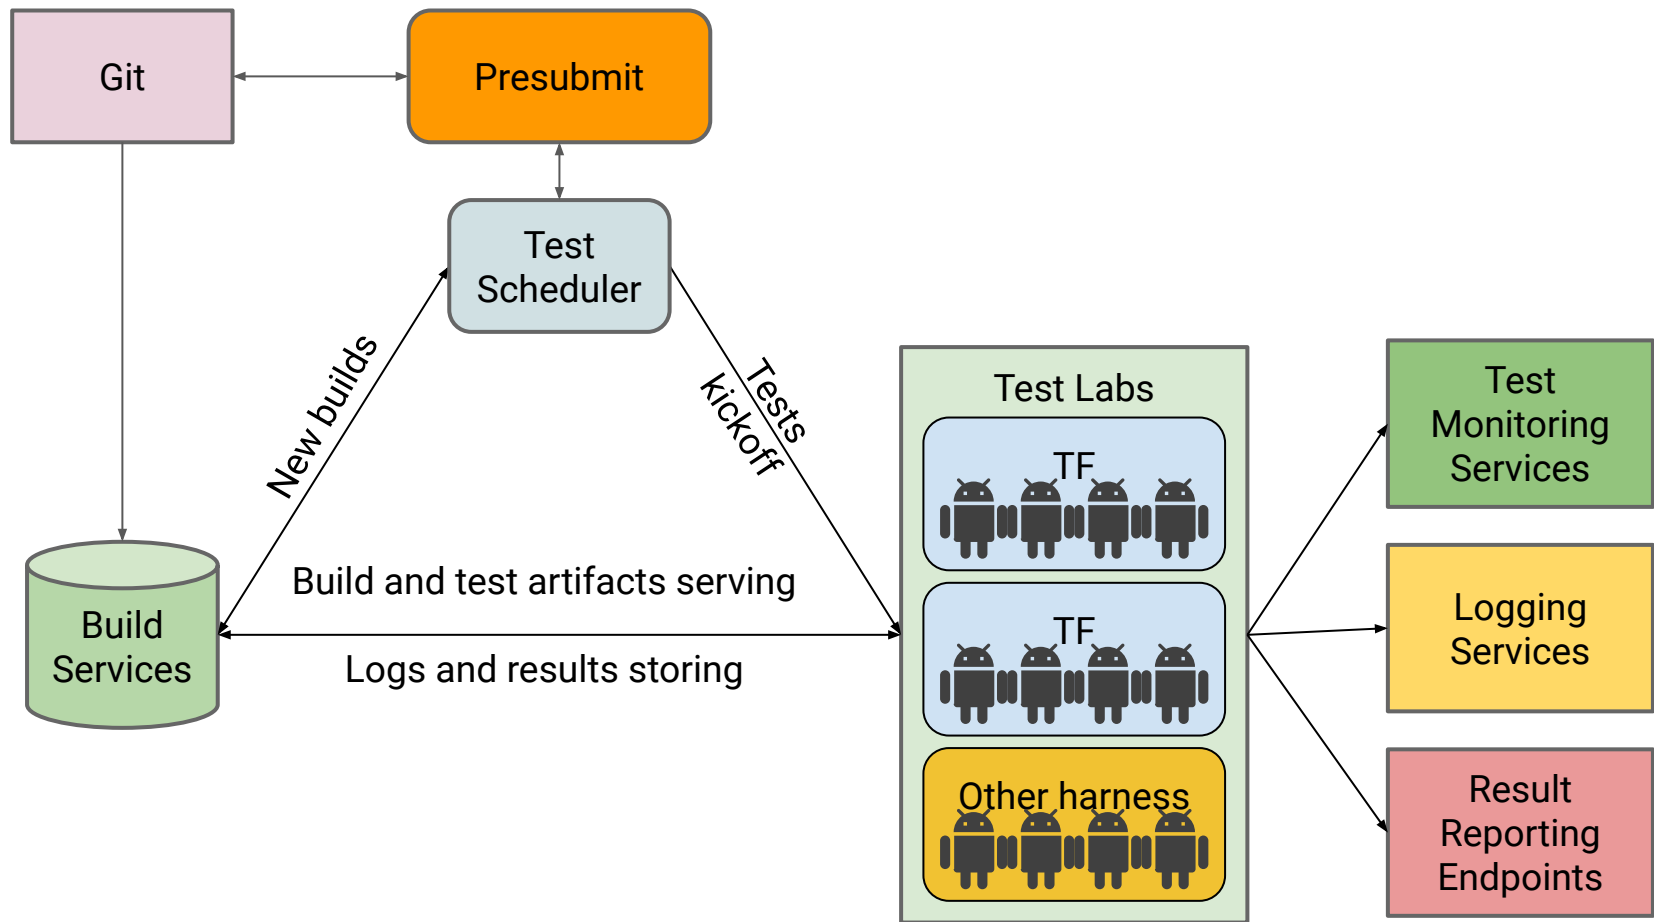 Git
Presubmit
Test
Scheduler
New builds
Tests
kickoff
Build and test artifacts serving
Logs and results storing
Build
Services
Test Labs
TF
TF
Other harness
Test
Monitoring
Services
Logging
Services
Result
Reporting
Endpoints